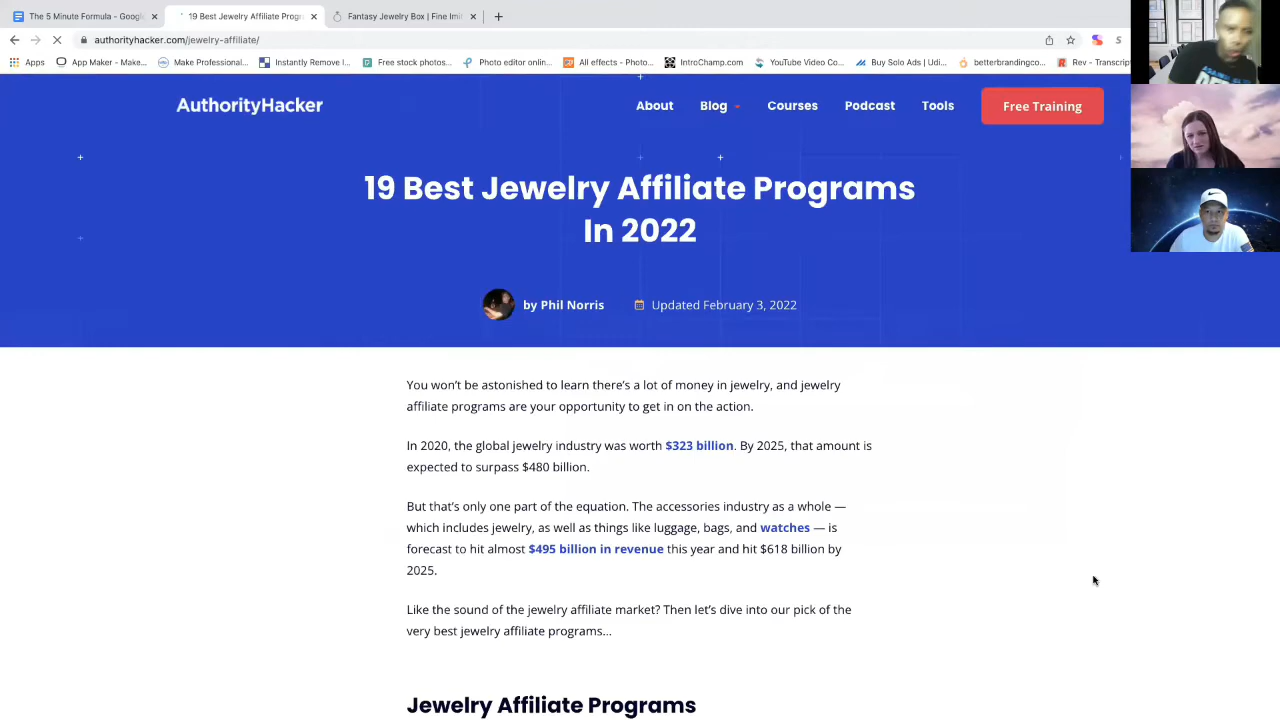 The 5 Minute Formula - Goog
19 Best Jewelry Affiliate Progr
Fantasy Jewelry Box | Fine Imi
authorityhacker.com/jewelry-affiliate/
Apps
App Maker - Make...
Make Professional...
Instantly Remove I...
Free stock photos...
Photo editor onlin...
All effects - Photo...
IntroChamp.com
YouTube Video Co...
Buy Solo Ads | Udi...
betterbrandingco...
Rev - Transcrip
AuthorityHacker
About
Blog
Courses
Podcast
Tools
Free Training
19 Best Jewelry Affiliate Programs
In 2022
by Phil Norris
Updated February 3, 2022
You won't be astonished to learn there's a lot of money in jewelry, and jewelry
affiliate programs are your opportunity to get in on the action.
In 2020, the global jewelry industry was worth $323 billion. By 2025, that amount is
expected to surpass $480 billion.
But that's only one part of the equation. The accessories industry as a whole —
which includes jewelry, as well as things like luggage, bags, and watches — is
forecast to hit almost $495 billion in revenue this year and hit $618 billion by
2025.
Like the sound of the jewelry affiliate market? Then let's dive into our pick of the
very best jewelry affiliate programs...
Jewelry Affiliate Programs